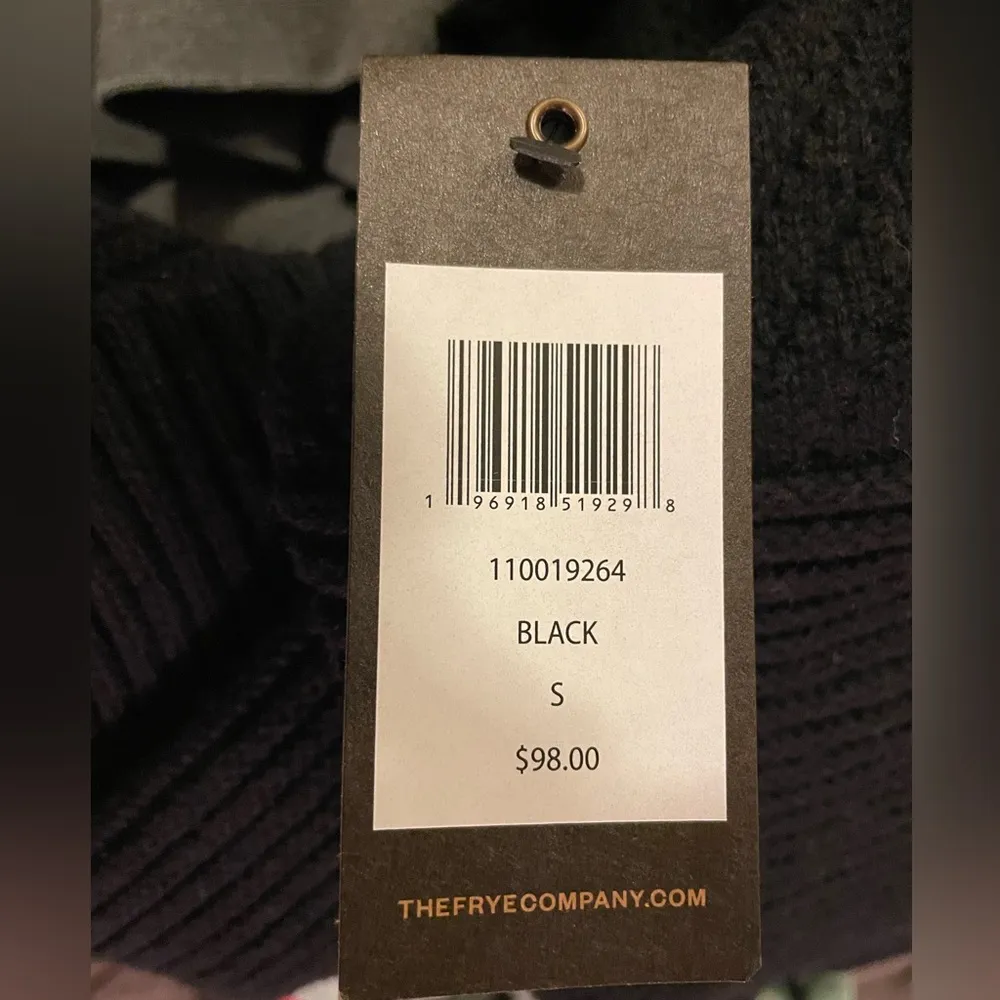 1 96918 51929 8
110019264
BLACK
S
$98.00
THEFRYECOMPANY.COM